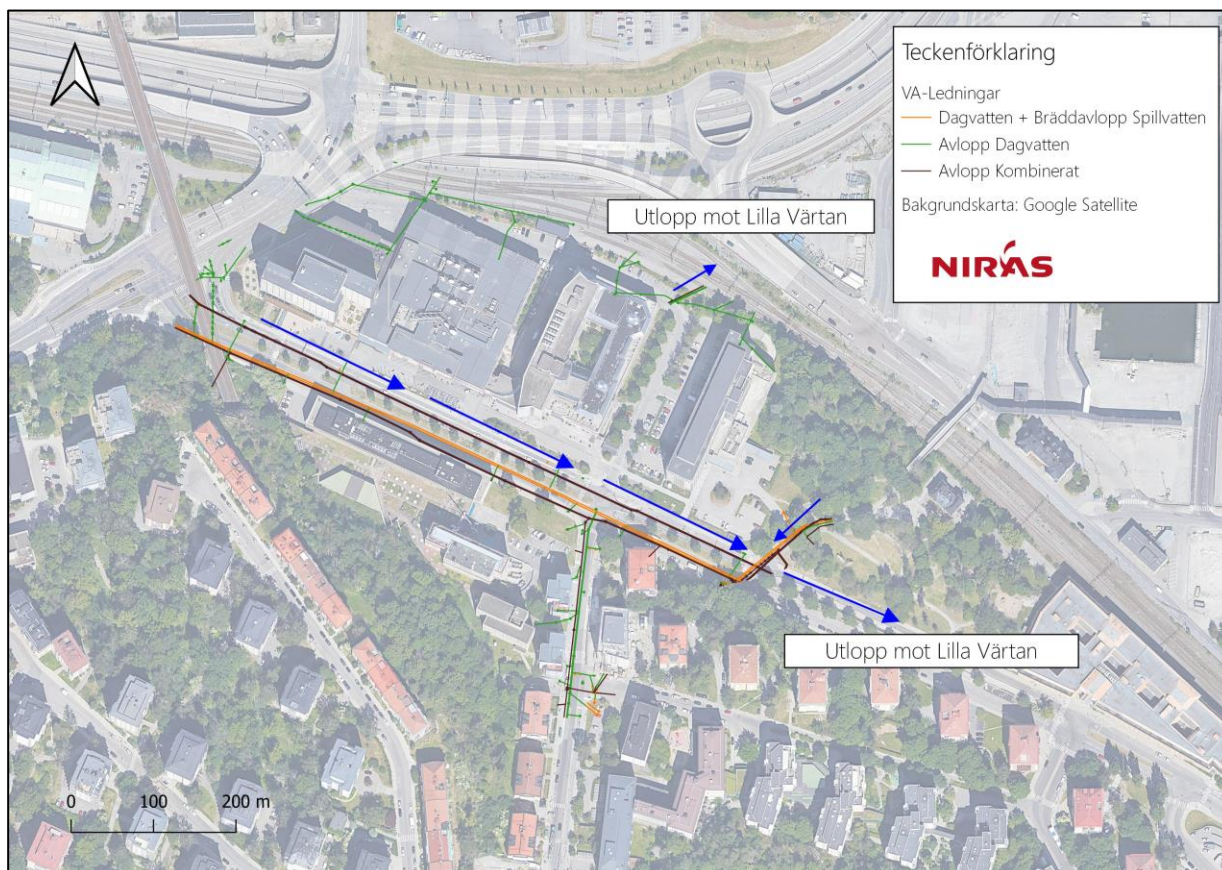 Teckenförklaring
VA-Ledningar
Dagvatten + Bräddavlopp Spillvatten
Avlopp Dagvatten
Avlopp Kombinerat
Bakgrundskarta: Google Satellite
NIRAS
Utlopp mot Lilla Värtan
Utlopp mot Lilla Värtan
0 100 200 m